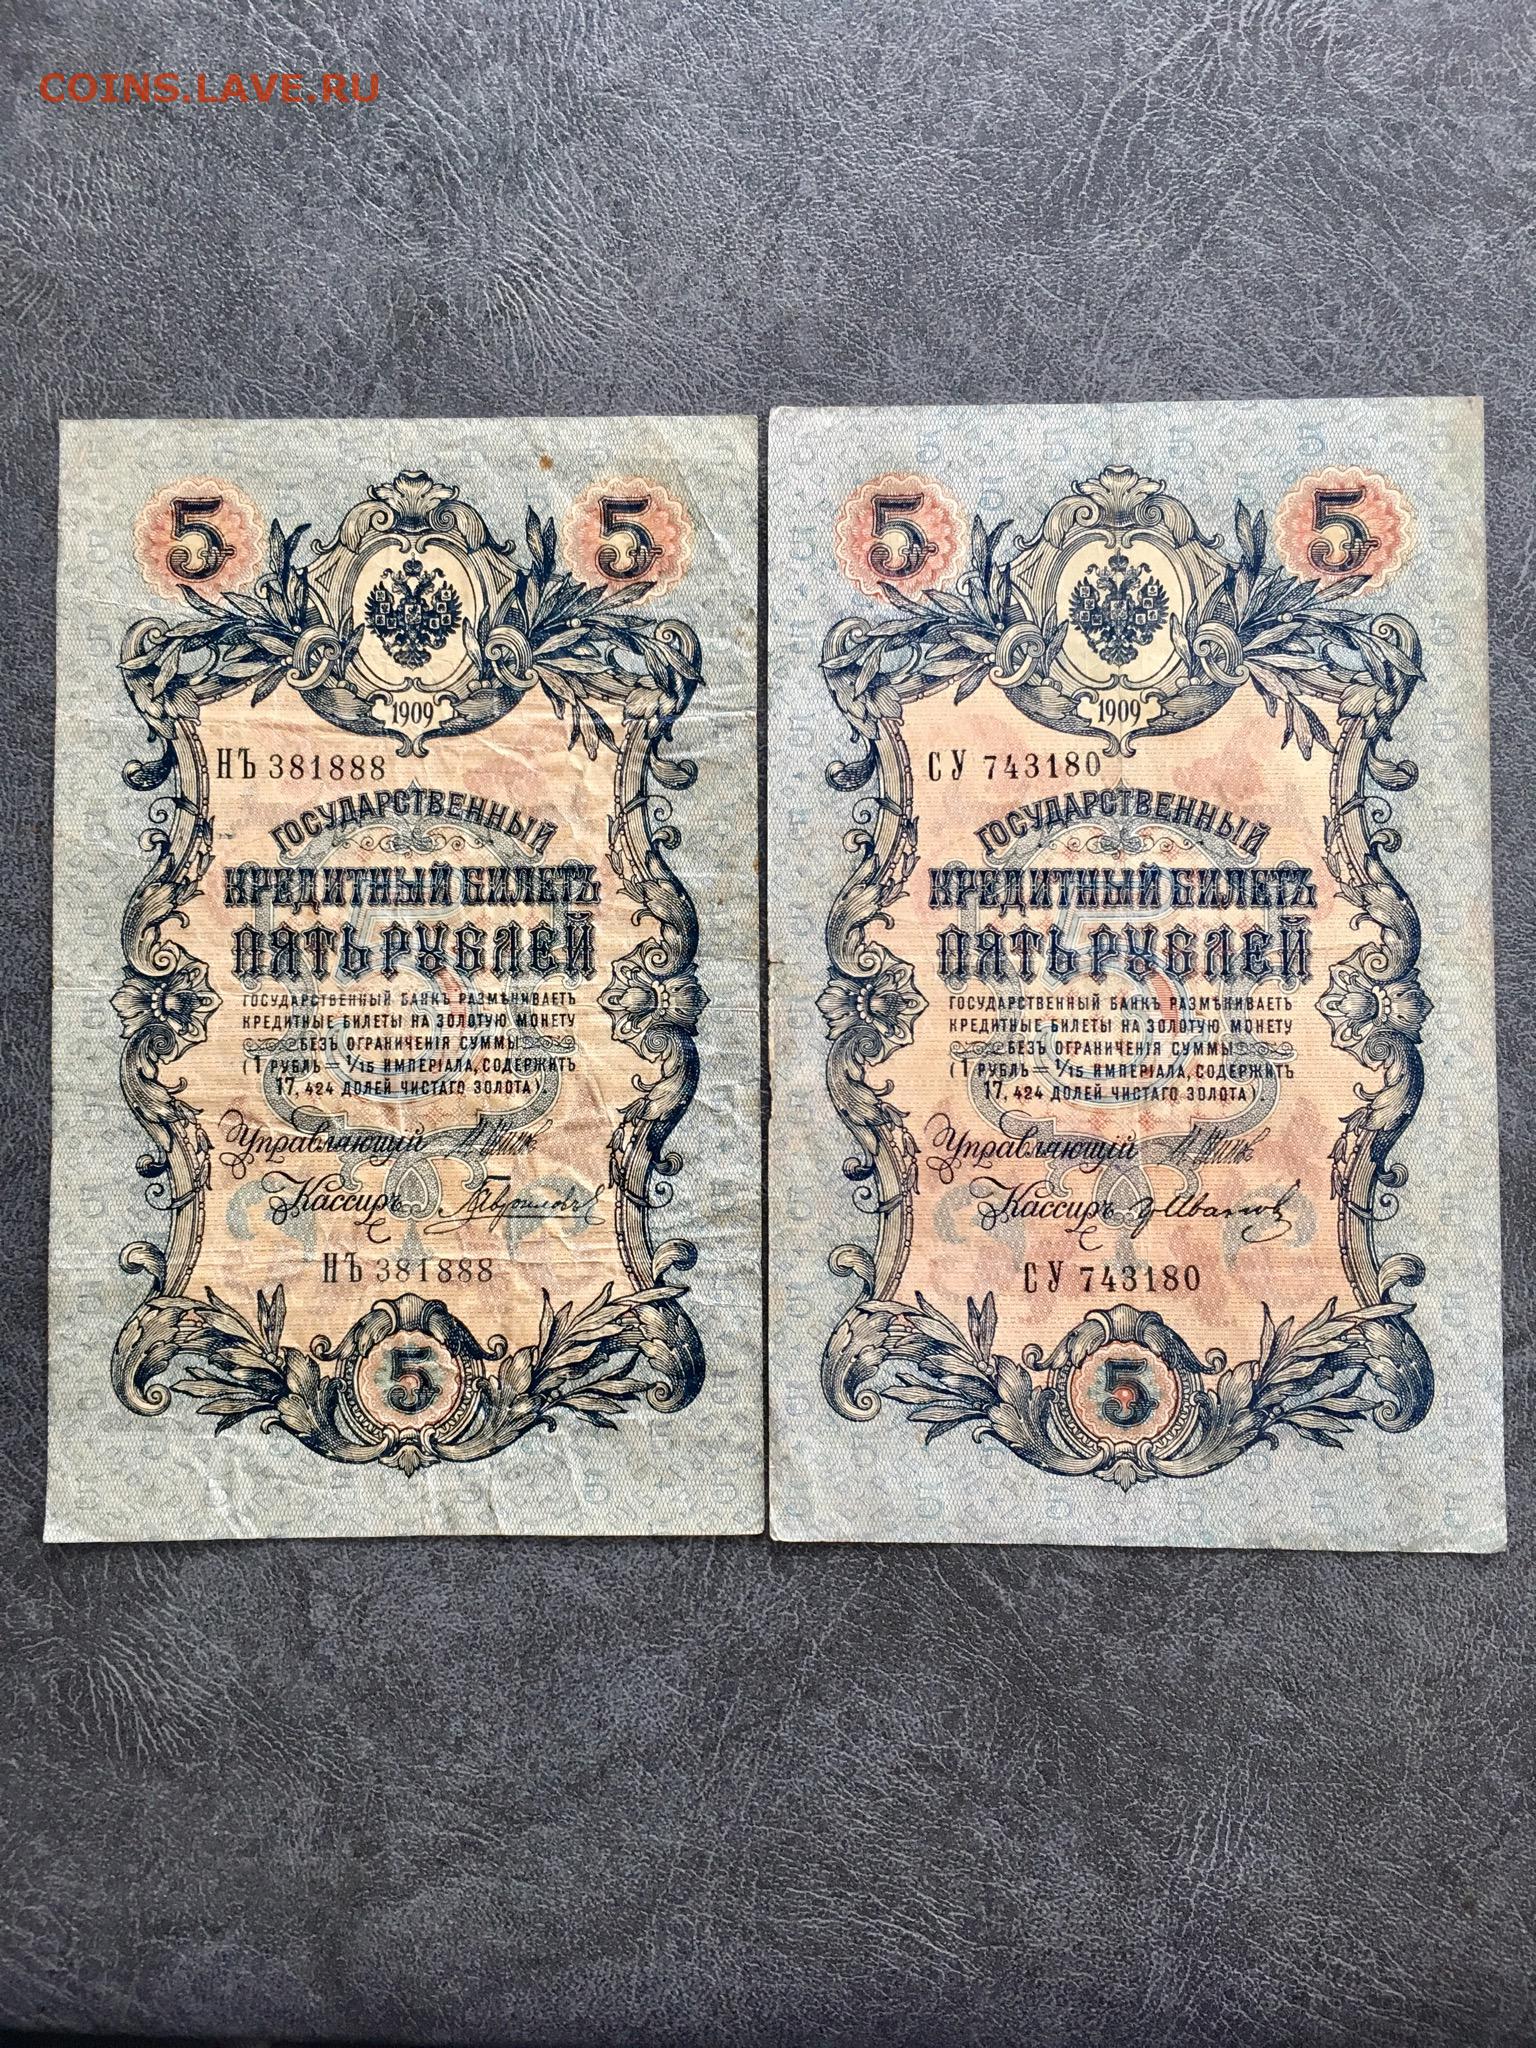 COINS.LAVE.RU
5 5
1909
НЪ 381888
ГОСУДАРСТВЕННЫЙ
КРЕДИТНЫЙ БИЛЕТЪ
ПЯТЬ РУБЛЕЙ
ГОСУДАРСТВЕННЫЙ БАНКЪ РАЗМѢНИВАЕТЪ
КРЕДИТНЫЕ БИЛЕТЫ НА ЗОЛОТУЮ МОНЕТУ
БЕЗЪ ОГРАНИЧЕНІЯ СУММЫ
(1 РУБЛЬ = 1/15 ИМПЕРІАЛА, СОДЕРЖИТЪ
17,424 ДОЛЕЙ ЧИСТАГО ЗОЛОТА).
Управляющій
Кассиръ
НЪ 381888
5
5 5
1909
СУ 743180
ГОСУДАРСТВЕННЫЙ
КРЕДИТНЫЙ БИЛЕТЪ
ПЯТЬ РУБЛЕЙ
ГОСУДАРСТВЕННЫЙ БАНКЪ РАЗМѢНИВАЕТЪ
КРЕДИТНЫЕ БИЛЕТЫ НА ЗОЛОТУЮ МОНЕТУ
БЕЗЪ ОГРАНИЧЕНІЯ СУММЫ
(1 РУБЛЬ = 1/15 ИМПЕРІАЛА, СОДЕРЖИТЪ
17,424 ДОЛЕЙ ЧИСТАГО ЗОЛОТА).
Управляющій
Кассиръ
СУ 743180
5